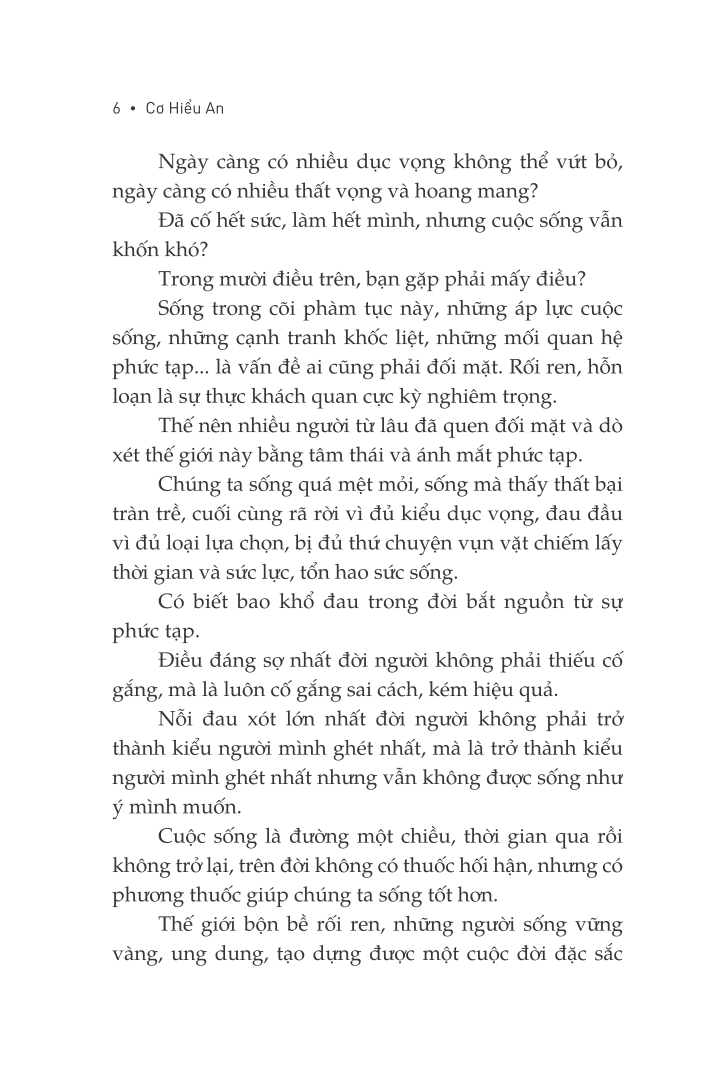 6 • Cơ Hiểu An
Ngày càng có nhiều dục vọng không thể vứt bỏ,
ngày càng có nhiều thất vọng và hoang mang?
Đã cố hết sức, làm hết mình, nhưng cuộc sống vẫn
khốn khó?
Trong mười điều trên, bạn gặp phải mấy điều?
Sống trong cõi phàm tục này, những áp lực cuộc
sống, những cạnh tranh khốc liệt, những mối quan hệ
phức tạp... là vấn đề ai cũng phải đối mặt. Rối ren, hỗn
loạn là sự thực khách quan cực kỳ nghiêm trọng.
Thế nên nhiều người từ lâu đã quen đối mặt và dò
xét thế giới này bằng tâm thái và ánh mắt phức tạp.
Chúng ta sống quá mệt mỏi, sống mà thấy thất bại
tràn trề, cuối cùng rã rời vì đủ kiểu dục vọng, đau đầu
vì đủ loại lựa chọn, bị đủ thứ chuyện vụn vặt chiếm lấy
thời gian và sức lực, tổn hao sức sống.
Có biết bao khổ đau trong đời bắt nguồn từ sự
phức tạp.
Điều đáng sợ nhất đời người không phải thiếu cố
gắng, mà là luôn cố gắng sai cách, kém hiệu quả.
Nỗi đau xót lớn nhất đời người không phải trở
thành kiểu người mình ghét nhất, mà là trở thành kiểu
người mình ghét nhất nhưng vẫn không được sống như
ý mình muốn.
Cuộc sống là đường một chiều, thời gian qua rồi
không trở lại, trên đời không có thuốc hối hận, nhưng có
phương thuốc giúp chúng ta sống tốt hơn.
Thế giới bộn bề rối ren, những người sống vững
vàng, ung dung, tạo dựng được một cuộc đời đặc sắc